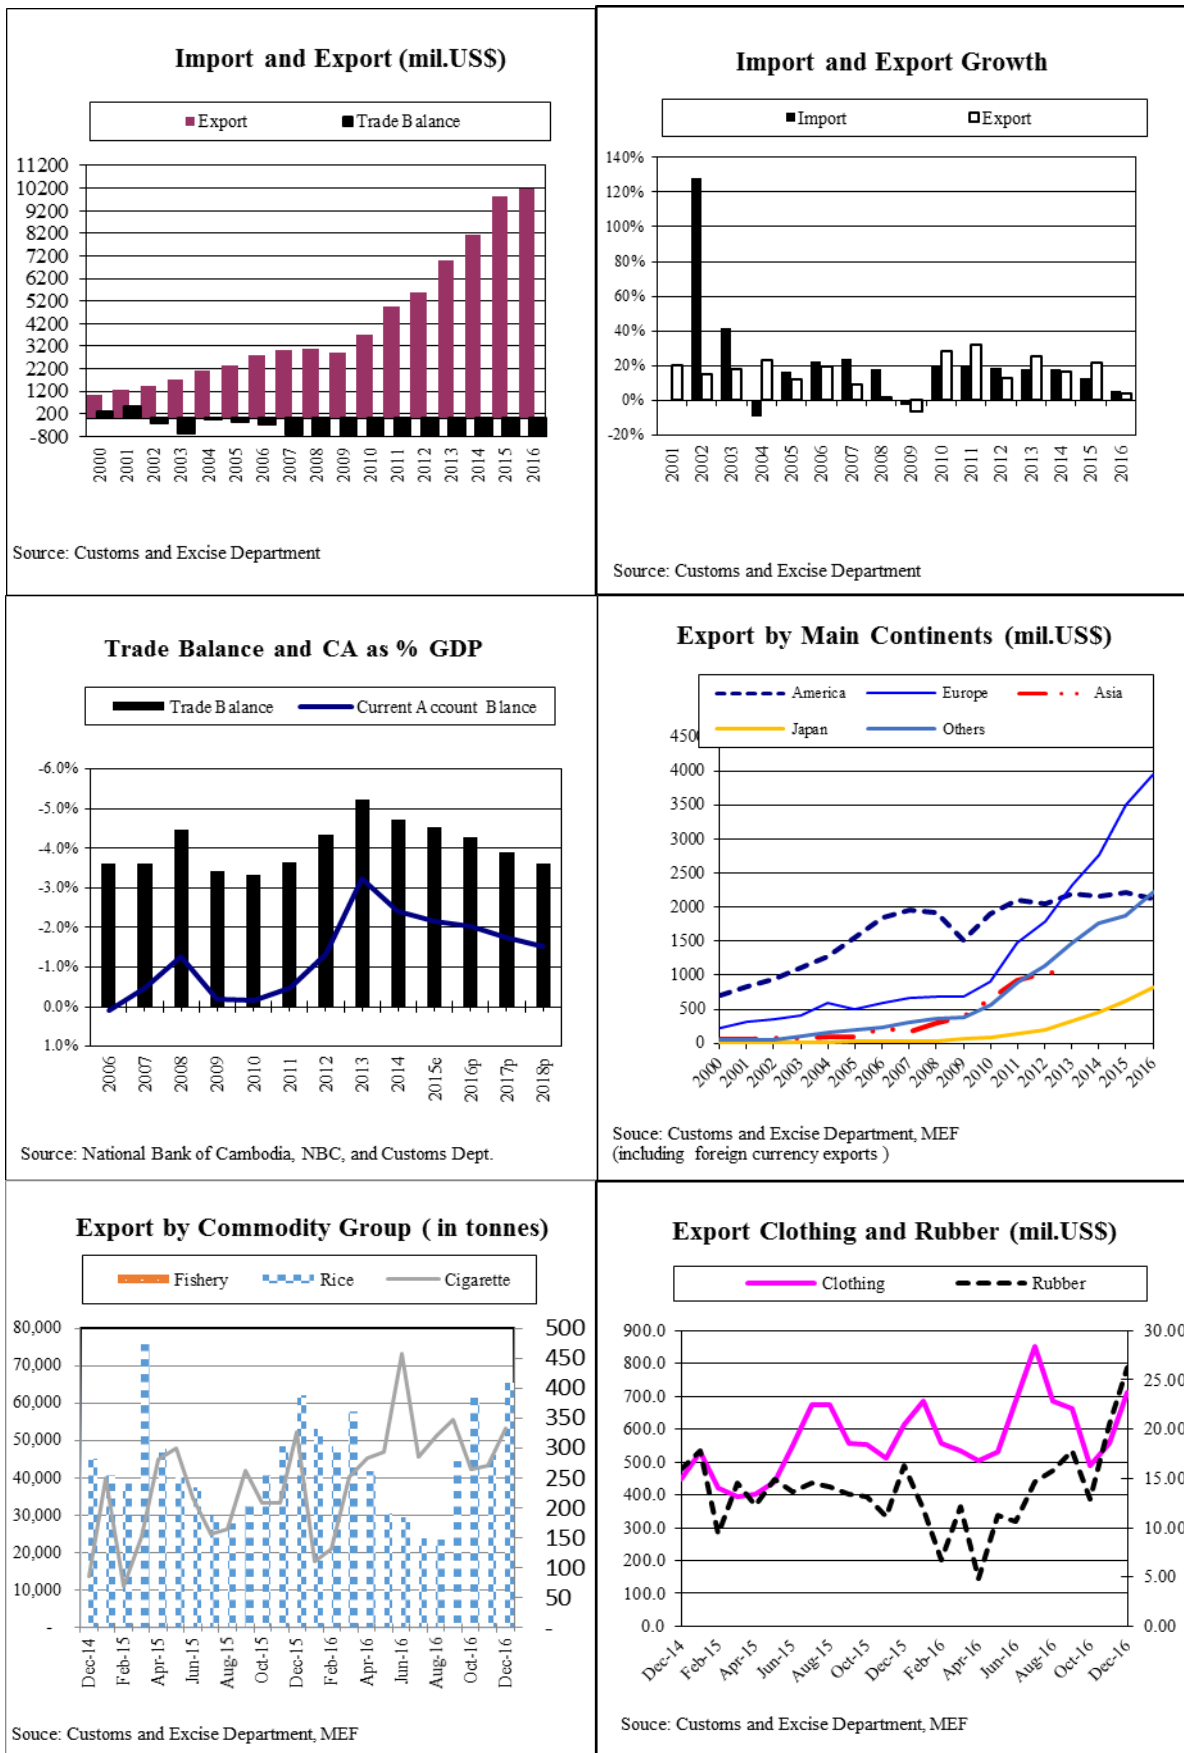 Import and Export (mil.US$)
Export Trade Balance
11200
10200
9200
8200
7200
6200
5200
4200
3200
2200
1200
200
-800
2000 2001 2002 2003 2004 2005 2006 2007 2008 2009 2010 2011 2012 2013 2014 2015 2016
Source: Customs and Excise Department
Import and Export Growth
Import Export
140%
120%
100%
80%
60%
40%
20%
0%
-20%
2001 2002 2003 2004 2005 2006 2007 2008 2009 2010 2011 2012 2013 2014 2015 2016
Source: Customs and Excise Department
Trade Balance and CA as % GDP
Trade Balance Current Account Blance
-6.0%
-5.0%
-4.0%
-3.0%
-2.0%
-1.0%
0.0%
1.0%
2006 2007 2008 2009 2010 2011 2012 2013 2014 2015e 2016p 2017p 2018p
Source: National Bank of Cambodia, NBC, and Customs Dept.
Export by Main Continents (mil.US$)
America Europe Asia
Japan Others
4500
4000
3500
3000
2500
2000
1500
1000
500
0
2000 2001 2002 2003 2004 2005 2006 2007 2008 2009 2010 2011 2012 2013 2014 2015 2016
Souce: Customs and Excise Department, MEF
(including foreign currency exports )
Export by Commodity Group ( in tonnes)
Fishery Rice Cigarette
80,000 500
70,000 450
60,000 400
50,000 350
40,000 300
30,000 250
20,000 200
10,000 150
- 100
50
-
Dec-14 Feb-15 Apr-15 Jun-15 Aug-15 Oct-15 Dec-15 Feb-16 Apr-16 Jun-16 Aug-16 Oct-16 Dec-16
Souce: Customs and Excise Department, MEF
Export Clothing and Rubber (mil.US$)
Clothing Rubber
900.0 30.00
800.0 25.00
700.0 20.00
600.0 15.00
500.0 10.00
400.0 5.00
300.0 0.00
200.0
100.0
0.0
Dec-14 Feb-15 Apr-15 Jun-15 Aug-15 Oct-15 Dec-15 Feb-16 Apr-16 Jun-16 Aug-16 Oct-16 Dec-16
Souce: Customs and Excise Department, MEF